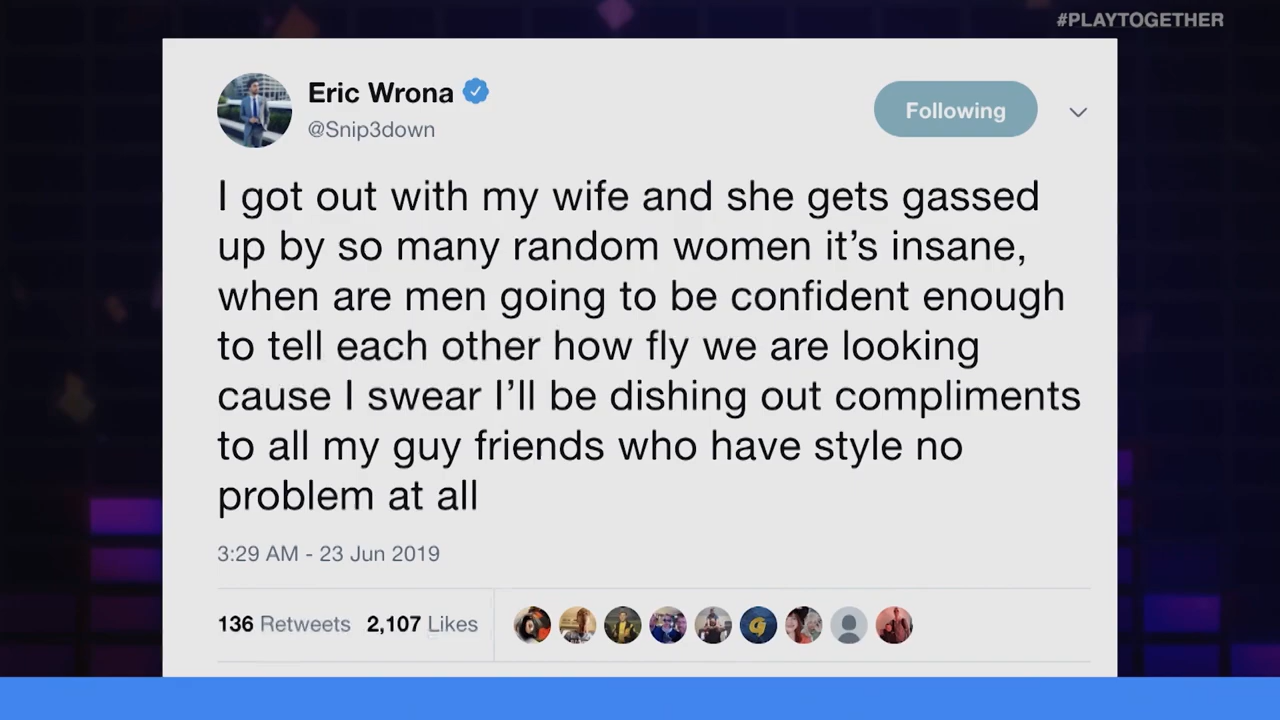 #PLAYTOGETHER
Eric Wrona
@Snip3down
Following
I got out with my wife and she gets gassed
up by so many random women it's insane,
when are men going to be confident enough
to tell each other how fly we are looking
cause I swear I'll be dishing out compliments
to all my guy friends who have style no
problem at all
3:29 AM - 23 Jun 2019
136 Retweets 2,107 Likes